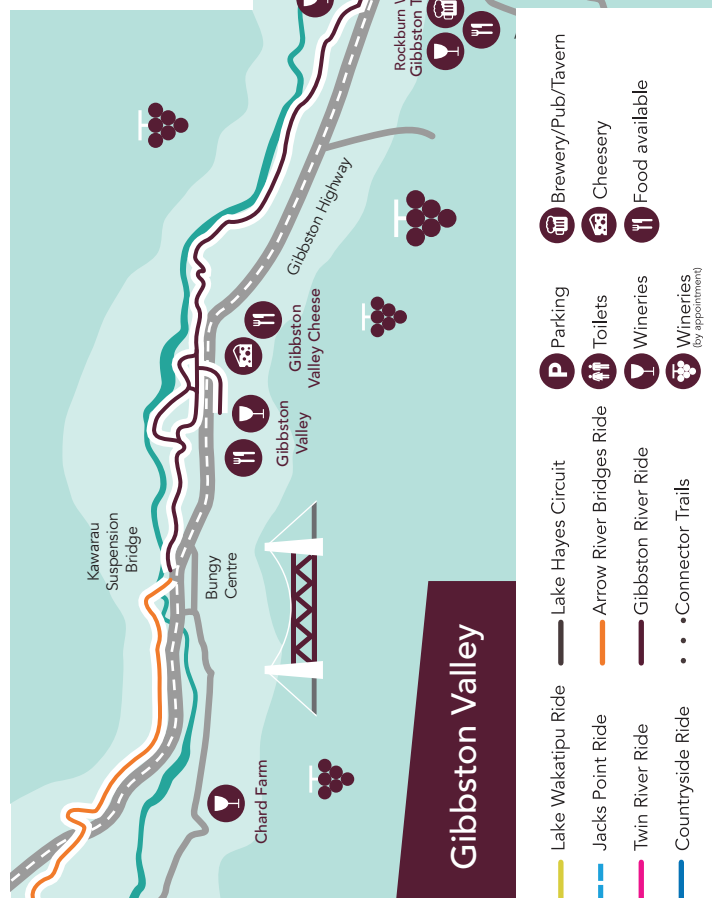 Rockburn
Gibbston
Gibbston Highway
Gibbston
Valley Cheese
Gibbston
Valley
Kawarau
Suspension
Bridge
Bungy
Centre
Chard Farm
Gibbston Valley
Lake Wakatipu Ride
Jacks Point Ride
Twin River Ride
Countryside Ride
Lake Hayes Circuit
Arrow River Bridges Ride
Gibbston River Ride
Connector Trails
P Parking
Toilets
Wineries
Wineries
(by appointment)
Brewery/Pub/Tavern
Cheesery
Food available